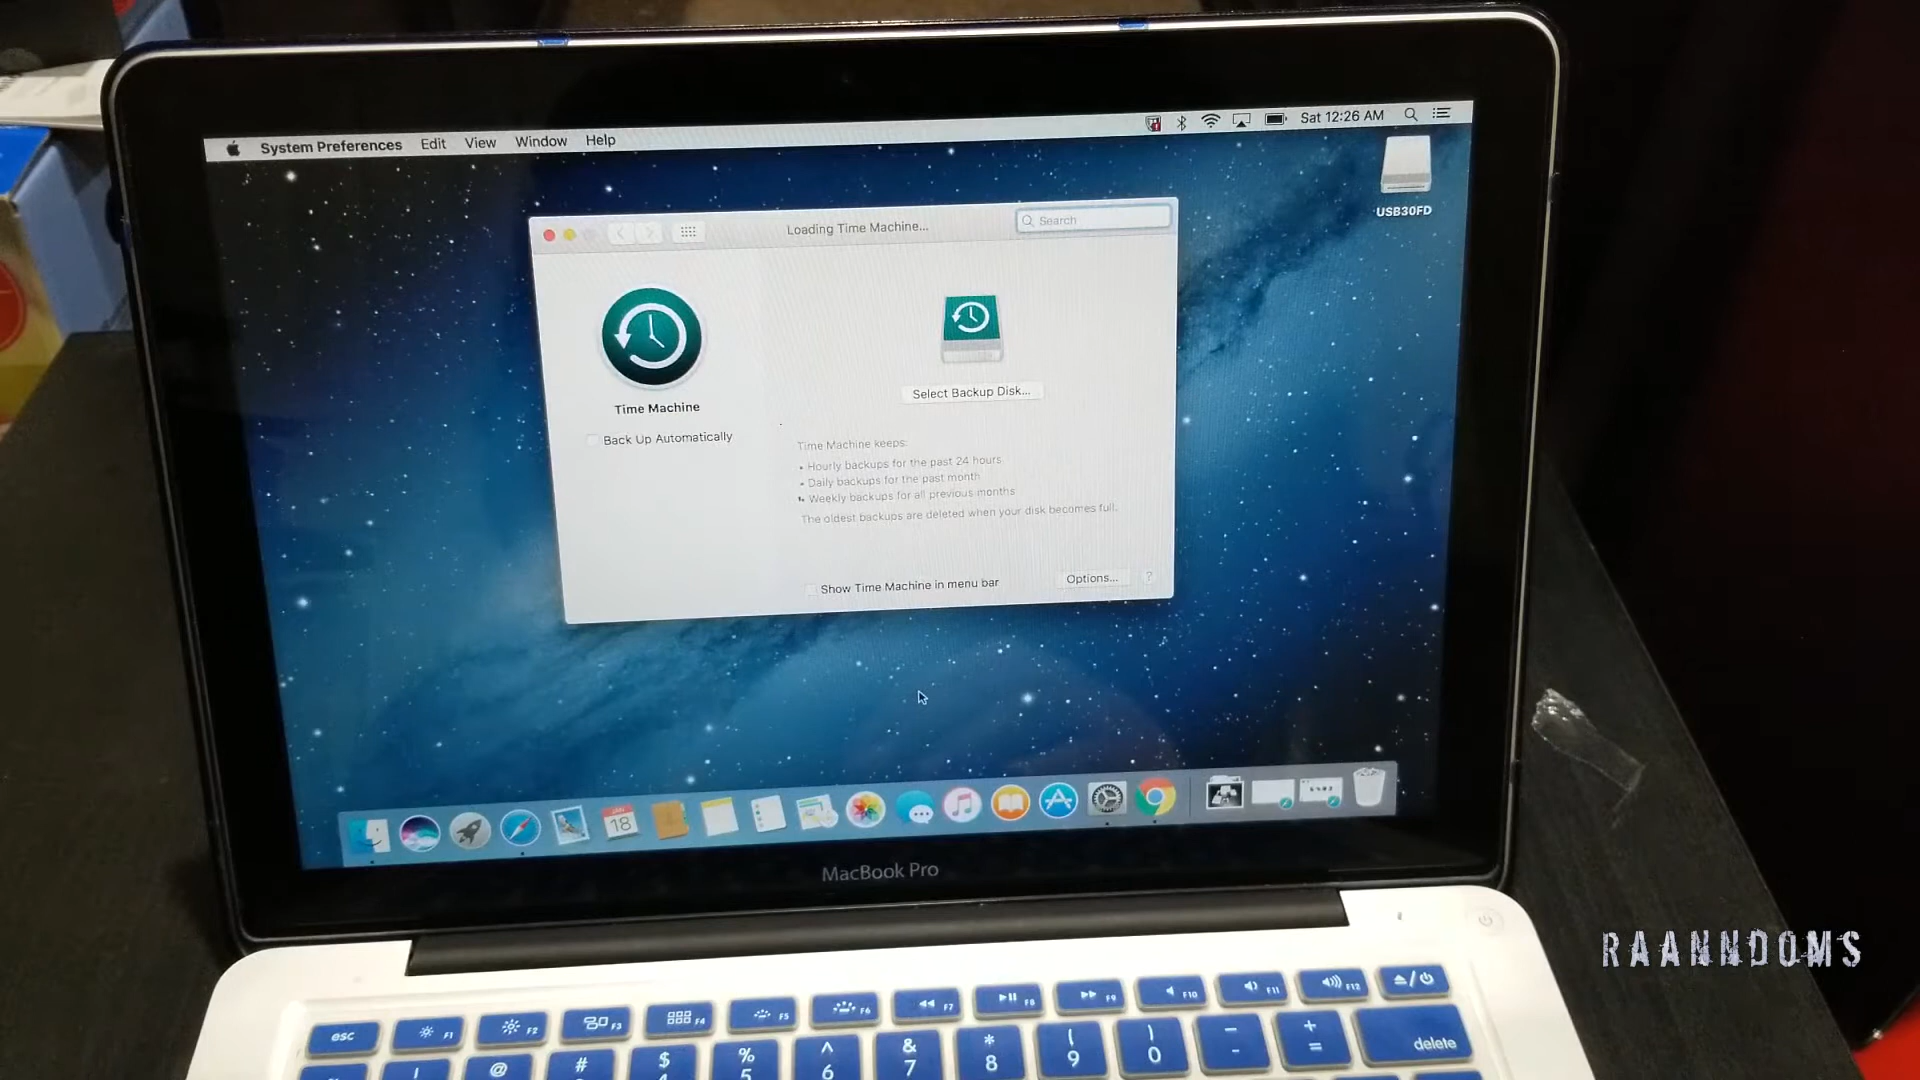 System Preferences Edit View Window Help
Sat 12:26 AM
USB30FD
Loading Time Machine...
Search
Time Machine
Back Up Automatically
Select Backup Disk...
Time Machine keeps:
• Hourly backups for the past 24 hours
• Daily backups for the past month
• Weekly backups for all previous months
The oldest backups are deleted when your disk becomes full.
Show Time Machine in menu bar
Options...
?
18
MacBook Pro
RAANNDOMS
esc F1 F2 F3 F4 F5 F6 F7 F8 F9 F10 F11 F12
! @ # $ % ^ & * ( ) _ +
5 6 7 8 9 0 - = delete